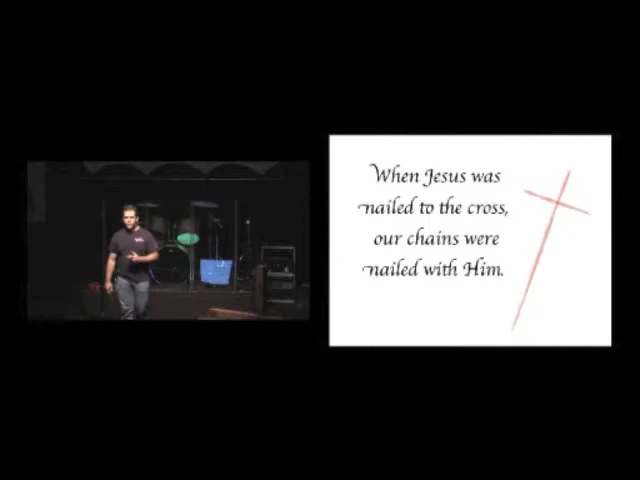 When Jesus was
nailed to the cross,
our chains were
nailed with Him.